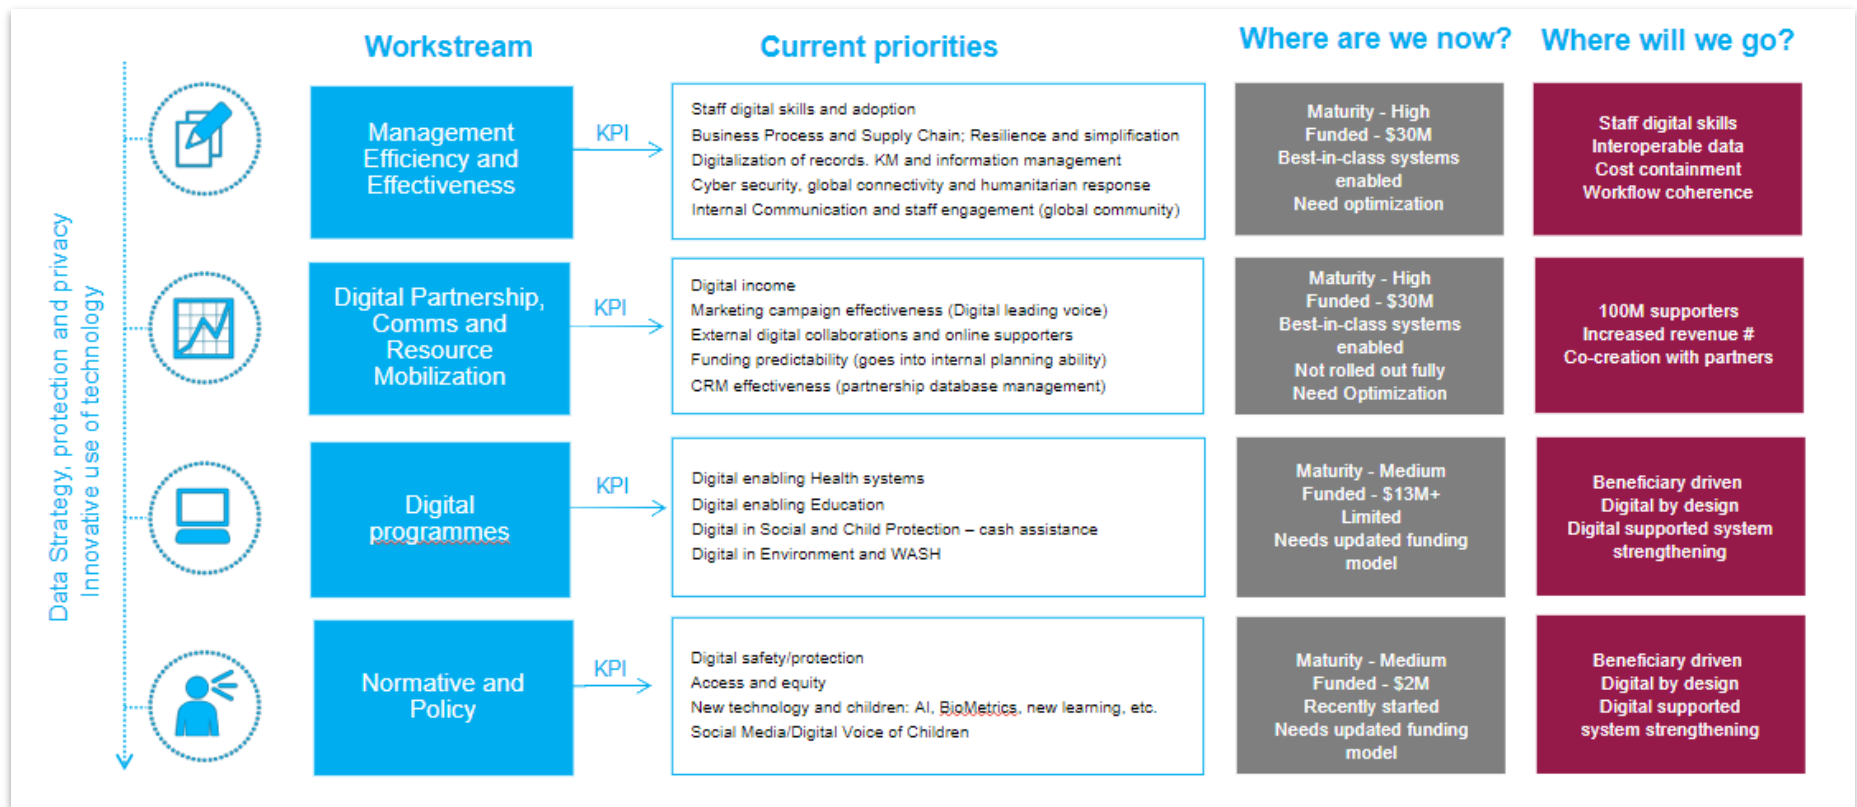 Workstream
Current priorities
Where are we now?
Where will we go?
Data Strategy, protection and privacy
Innovative use of technology
Management
Efficiency and
Effectiveness
KPI
Staff digital skills and adoption
Business Process and Supply Chain; Resilience and simplification
Digitalization of records. KM and information management
Cyber security, global connectivity and humanitarian response
Internal Communication and staff engagement (global community)
Maturity - High
Funded - $30M
Best-in-class systems
enabled
Need optimization
Staff digital skills
Interoperable data
Cost containment
Workflow coherence
Digital Partnership,
Comms and
Resource
Mobilization
KPI
Digital income
Marketing campaign effectiveness (Digital leading voice)
External digital collaborations and online supporters
Funding predictability (goes into internal planning ability)
CRM effectiveness (partnership database management)
Maturity - High
Funded - $30M
Best-in-class systems
enabled
Not rolled out fully
Need Optimization
100M supporters
Increased revenue #
Co-creation with partners
Digital
programmes
KPI
Digital enabling Health systems
Digital enabling Education
Digital in Social and Child Protection – cash assistance
Digital in Environment and WASH
Maturity - Medium
Funded - $13M+
Limited
Needs updated funding
model
Beneficiary driven
Digital by design
Digital supported system
strengthening
Normative and
Policy
KPI
Digital safety/protection
Access and equity
New technology and children: AI, BioMetrics, new learning, etc.
Social Media/Digital Voice of Children
Maturity - Medium
Funded - $2M
Recently started
Needs updated funding
model
Beneficiary driven
Digital by design
Digital supported
system strengthening